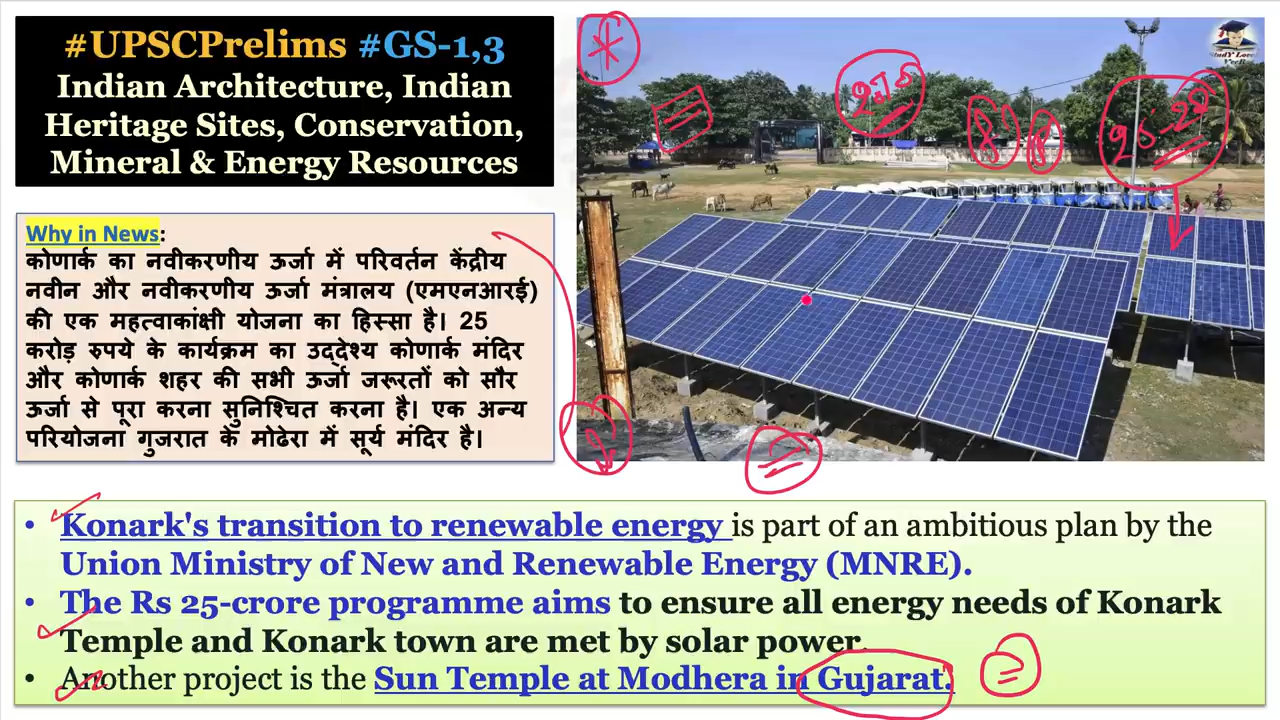 #UPSCPrelims #GS-1,3
Indian Architecture, Indian
Heritage Sites, Conservation,
Mineral & Energy Resources
Why in News:
कोणार्क का नवीकरणीय ऊर्जा में परिवर्तन केंद्रीय
नवीन और नवीकरणीय ऊर्जा मंत्रालय (एमएनआरई)
की एक महत्वाकांक्षी योजना का हिस्सा है। 25
करोड़ रुपये के कार्यक्रम का उद्देश्य कोणार्क मंदिर
और कोणार्क शहर की सभी ऊर्जा जरूरतों को सौर
ऊर्जा से पूरा करना सुनिश्चित करना है। एक अन्य
परियोजना गुजरात के मोढेरा में सूर्य मंदिर है।
• Konark's transition to renewable energy is part of an ambitious plan by the
Union Ministry of New and Renewable Energy (MNRE).
• The Rs 25-crore programme aims to ensure all energy needs of Konark
Temple and Konark town are met by solar power.
• Another project is the Sun Temple at Modhera in Gujarat.